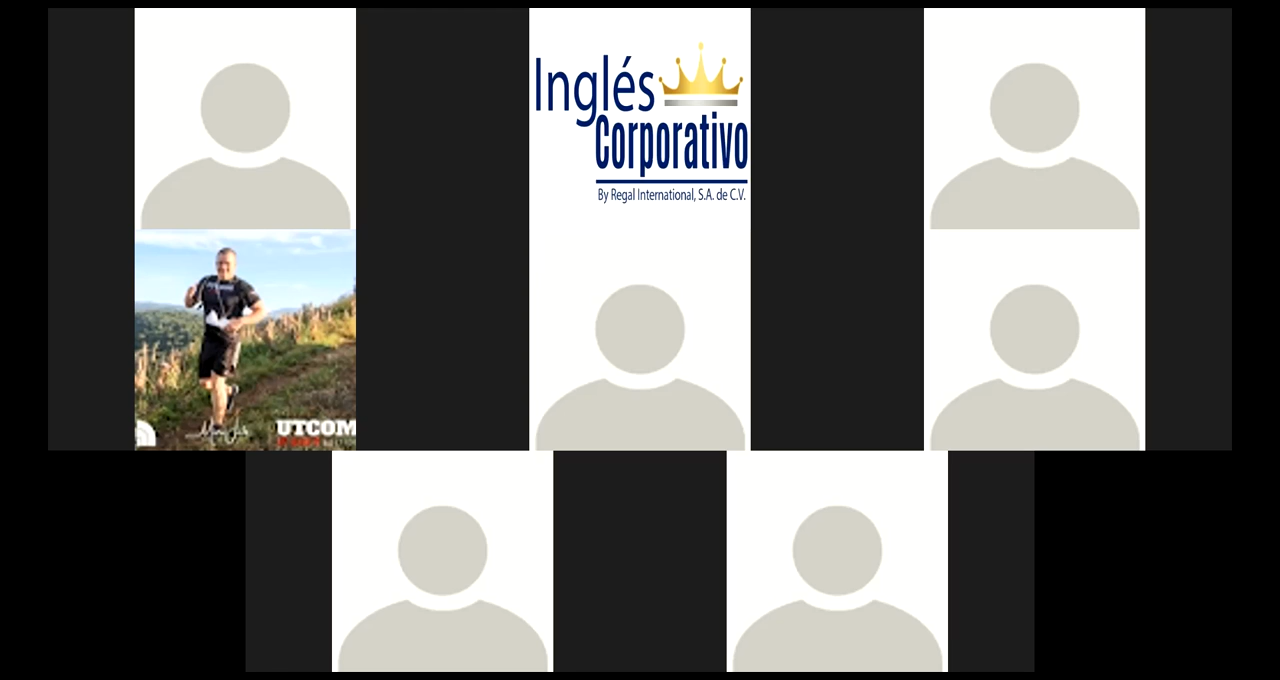 Inglés
Corporativo
By Regal International, S.A. de C.V.
UTCOM